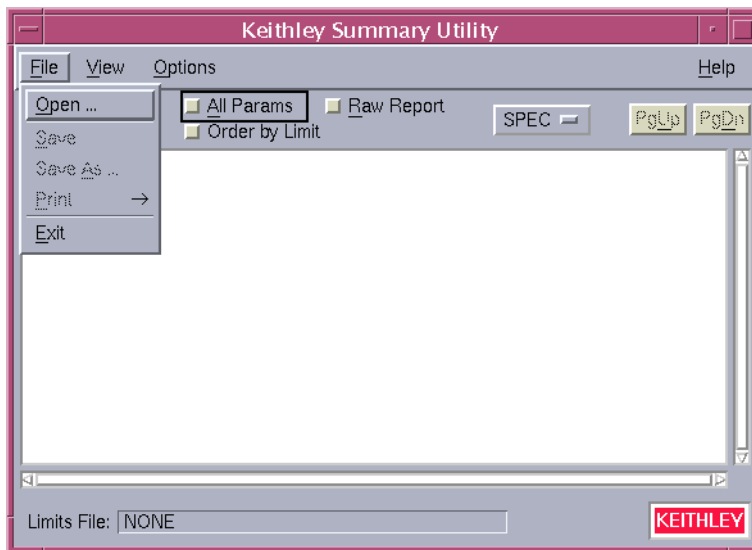 Keithley Summary Utility
File View Options Help
Open ...
Save
Save As ...
Print →
Exit
All Params Raw Report
Order by Limit
SPEC PgUp PgDn
Limits File: NONE
KEITHLEY